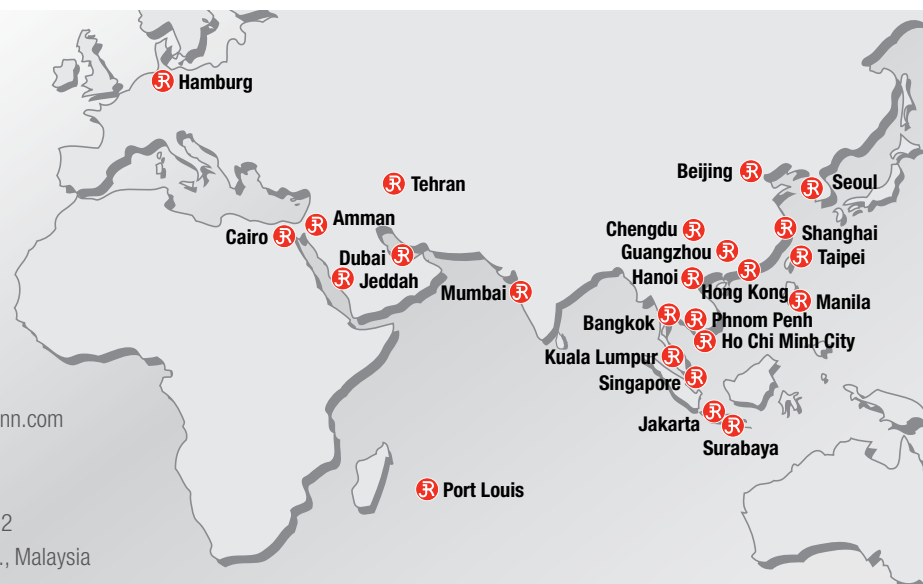 Hamburg
Tehran
Beijing
Seoul
Amman
Cairo
Chengdu
Shanghai
Guangzhou
Dubai
Taipei
Jeddah
Hanoi
Mumbai
Hong Kong
Manila
Bangkok
Phnom Penh
Ho Chi Minh City
Kuala Lumpur
Singapore
nn.com
Jakarta
Surabaya
Port Louis
2
., Malaysia